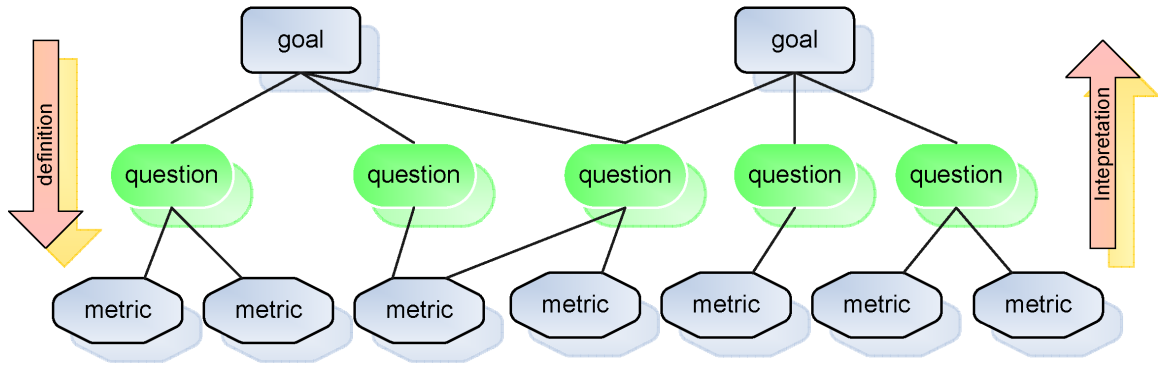 goal
goal
definition
Intepretation
question
question
question
question
question
metric
metric
metric
metric
metric
metric
metric